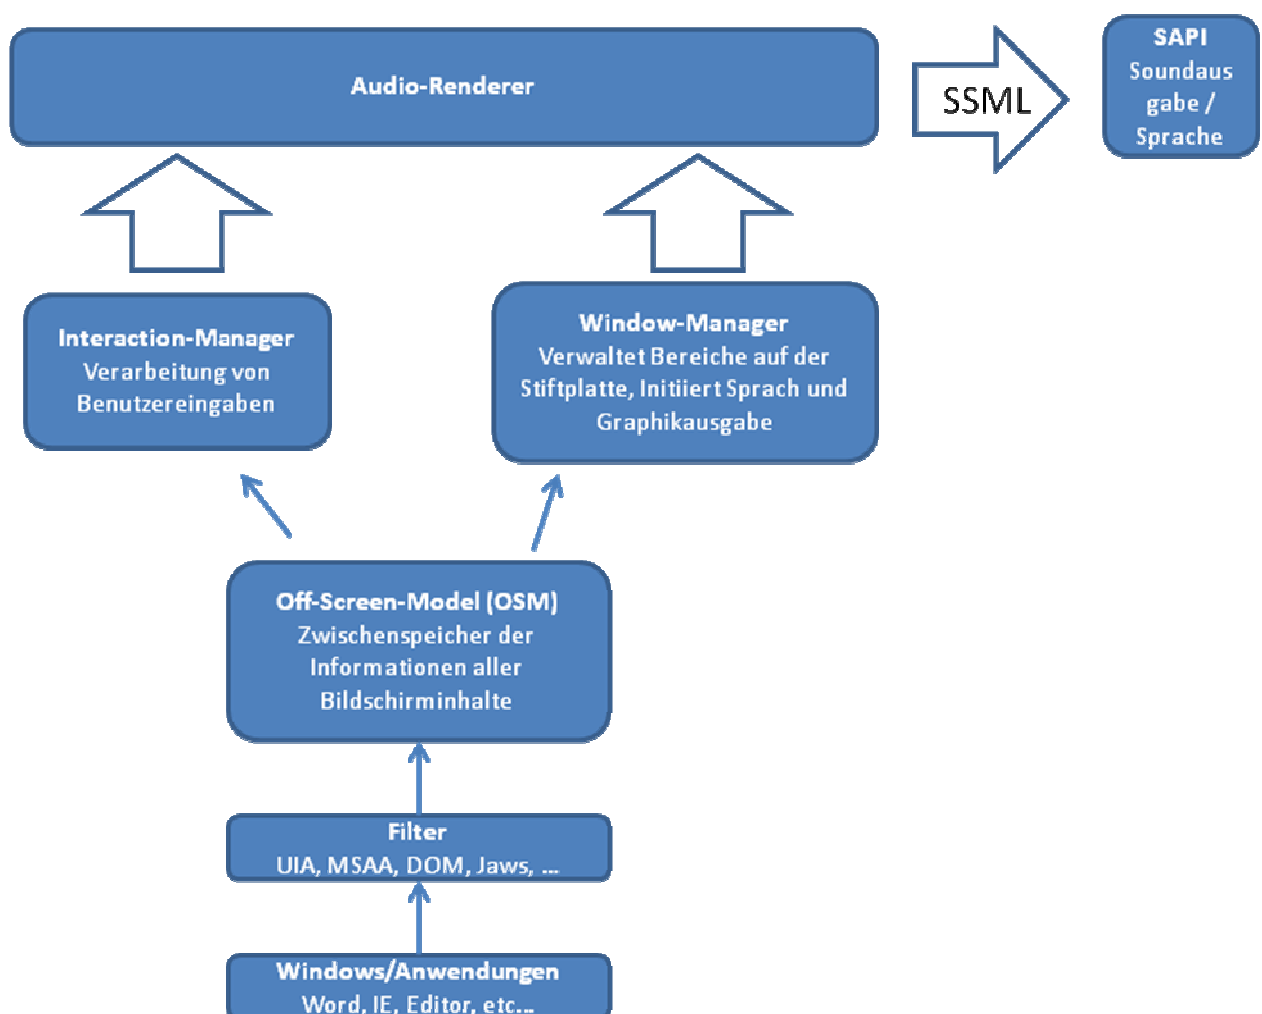 Audio-Renderer
SSML
SAPI
Soundaus
gabe /
Sprache
Interaction-Manager
Verarbeitung von
Benutzereingaben
Window-Manager
Verwaltet Bereiche auf der
Stiftplatte, Initiiert Sprach und
Graphikausgabe
Off-Screen-Model (OSM)
Zwischenspeicher der
Informationen aller
Bildschirminhalte
Filter
UIA, MSAA, DOM, Jaws, ...
Windows/Anwendungen
Word, IE, Editor, etc...